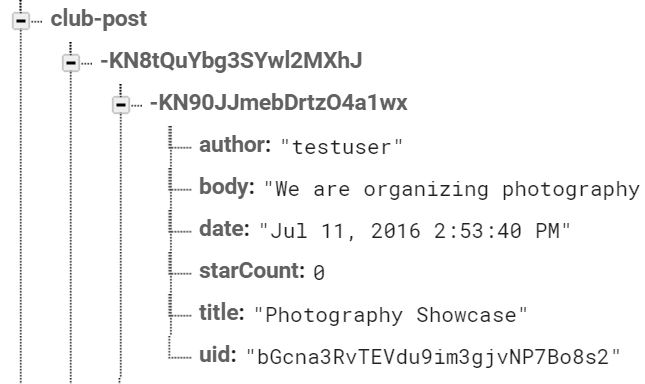 club-post
-KN8tQuYbg3SYwl2MXhJ
-KN90JJmebDrtzO4a1wx
author: "testuser"
body: "We are organizing photography
date: "Jul 11, 2016 2:53:40 PM"
starCount: 0
title: "Photography Showcase"
uid: "bGcna3RvTEVdu9im3gjvNP7Bo8s2"